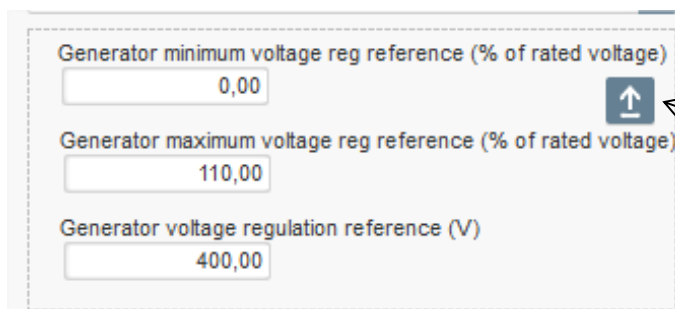 Generator minimum voltage reg reference (% of rated voltage)
0,00
Generator maximum voltage reg reference (% of rated voltage)
110,00
Generator voltage regulation reference (V)
400,00